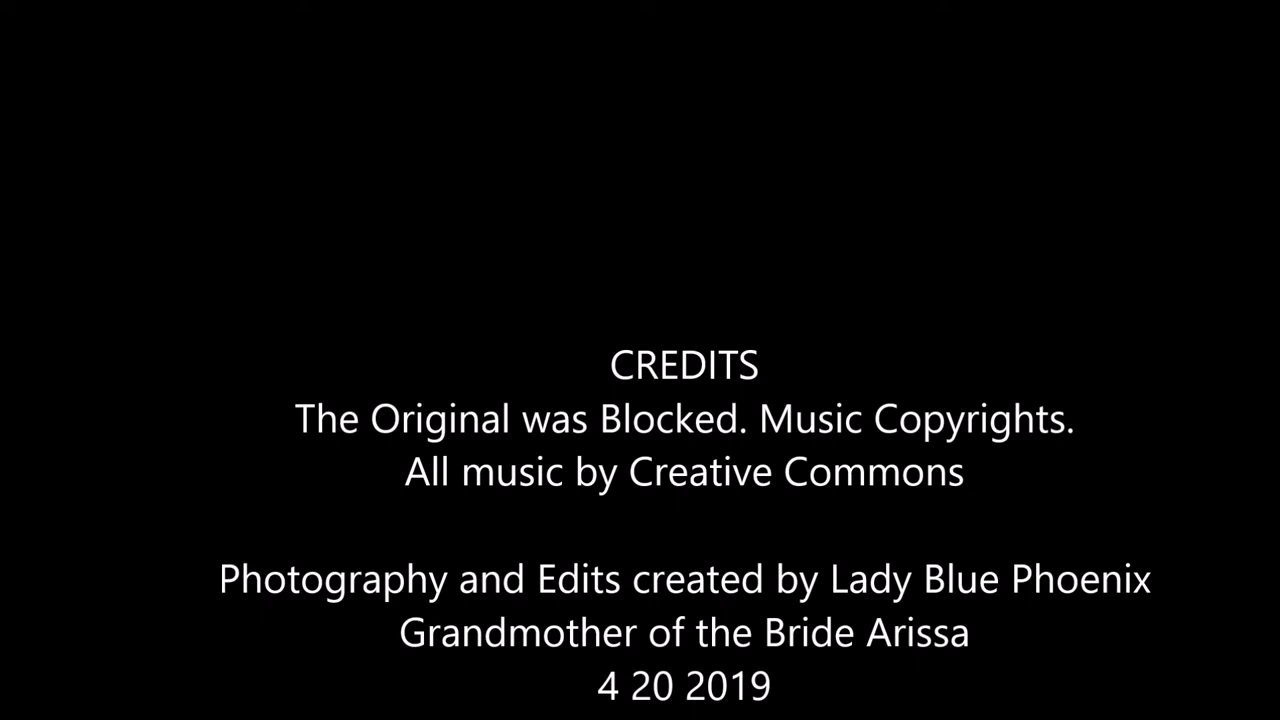 CREDITS
The Original was Blocked. Music Copyrights.
All music by Creative Commons
Photography and Edits created by Lady Blue Phoenix
Grandmother of the Bride Arissa
4 20 2019